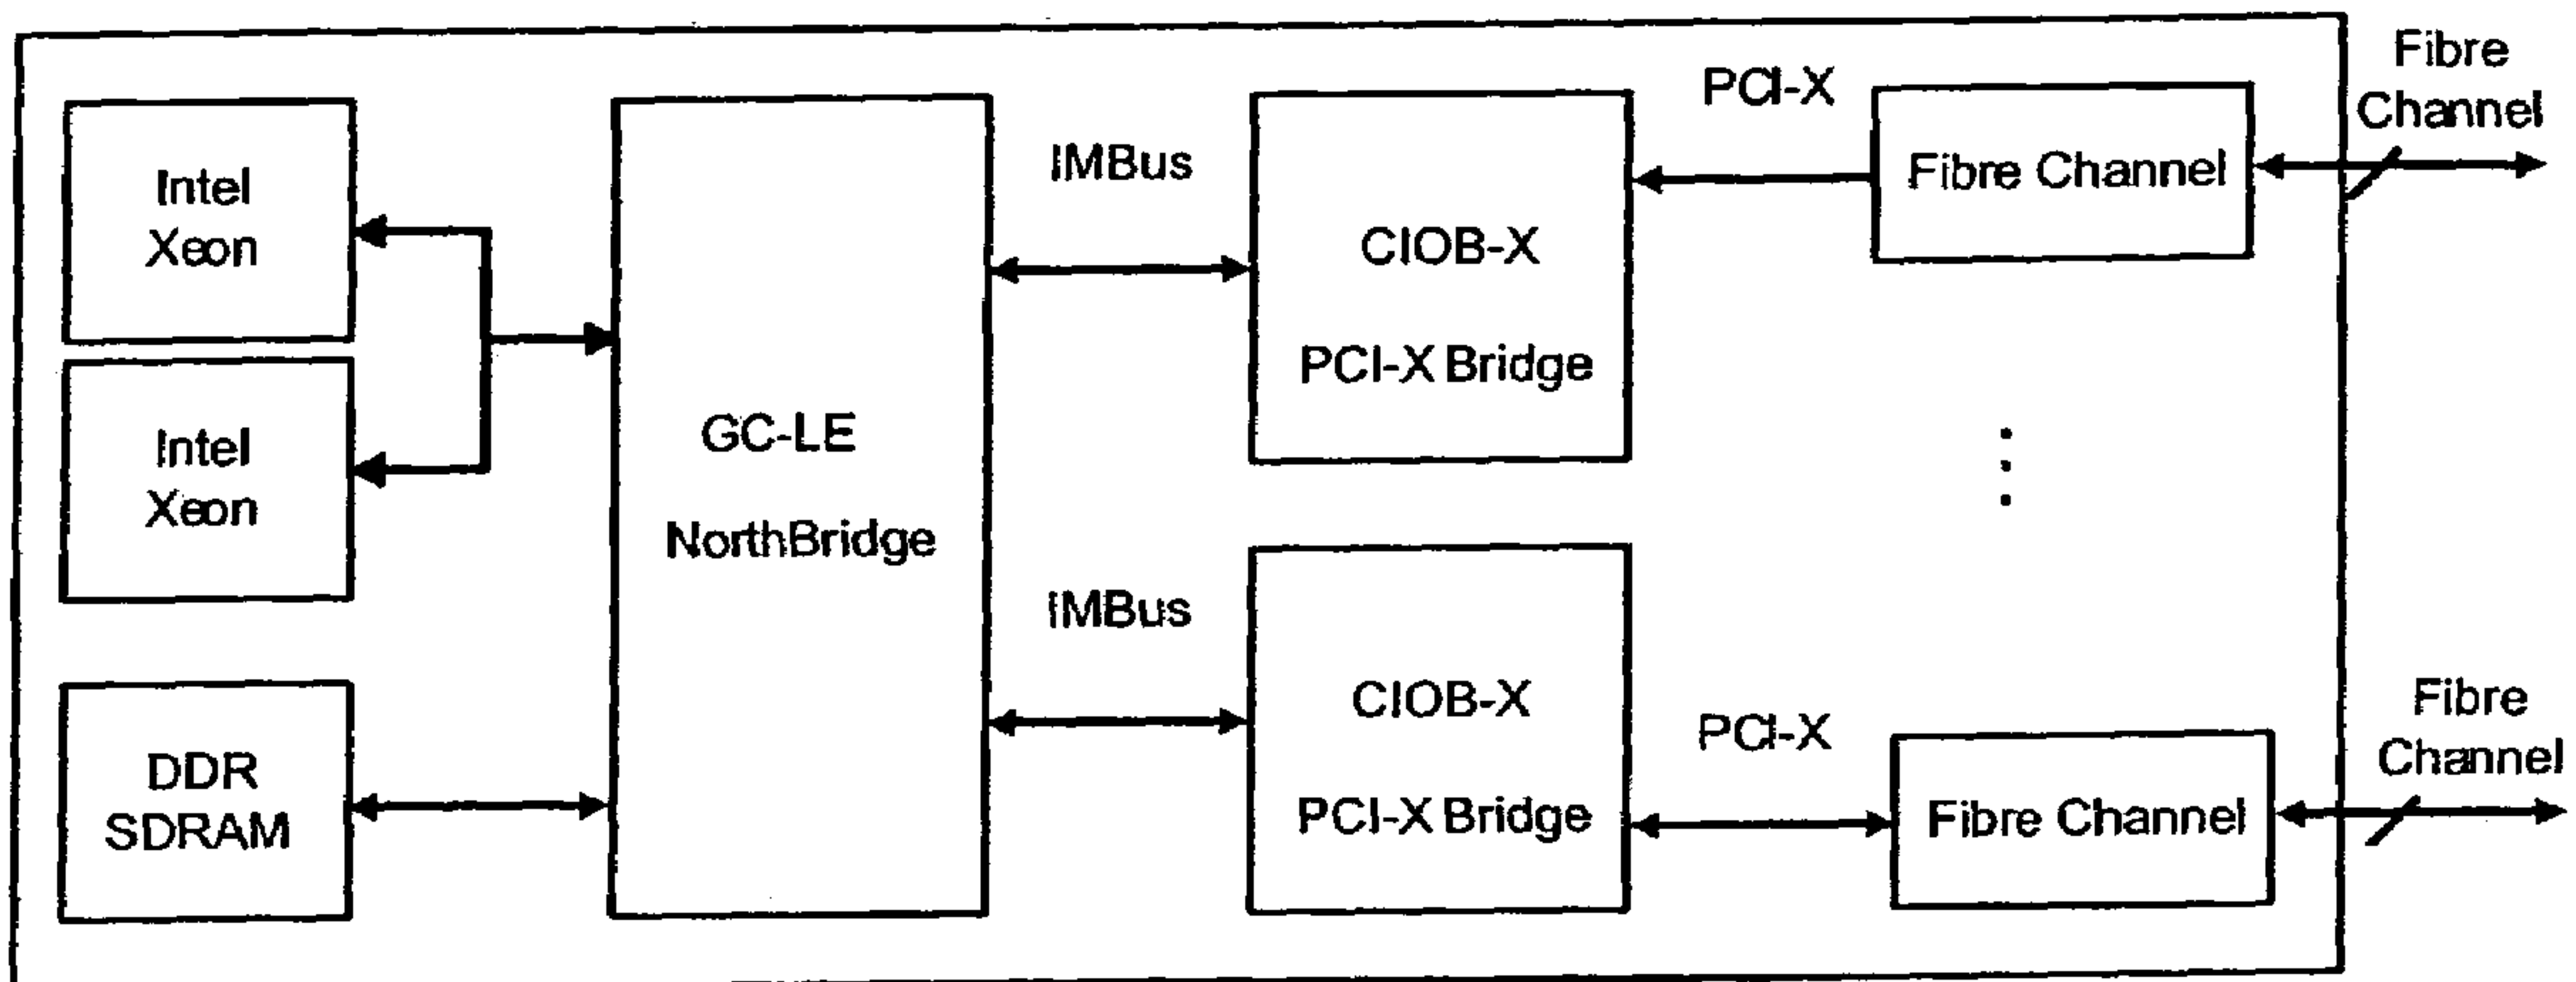 Intel
Xeon
Intel
Xeon
DDR
SDRAM
GC-LE
NorthBridge
IMBus
IMBus
CIOB-X
PCI-X Bridge
CIOB-X
PCI-X Bridge
PCI-X
Fibre Channel
Fibre
Channel
PCI-X
Fibre Channel
Fibre
Channel